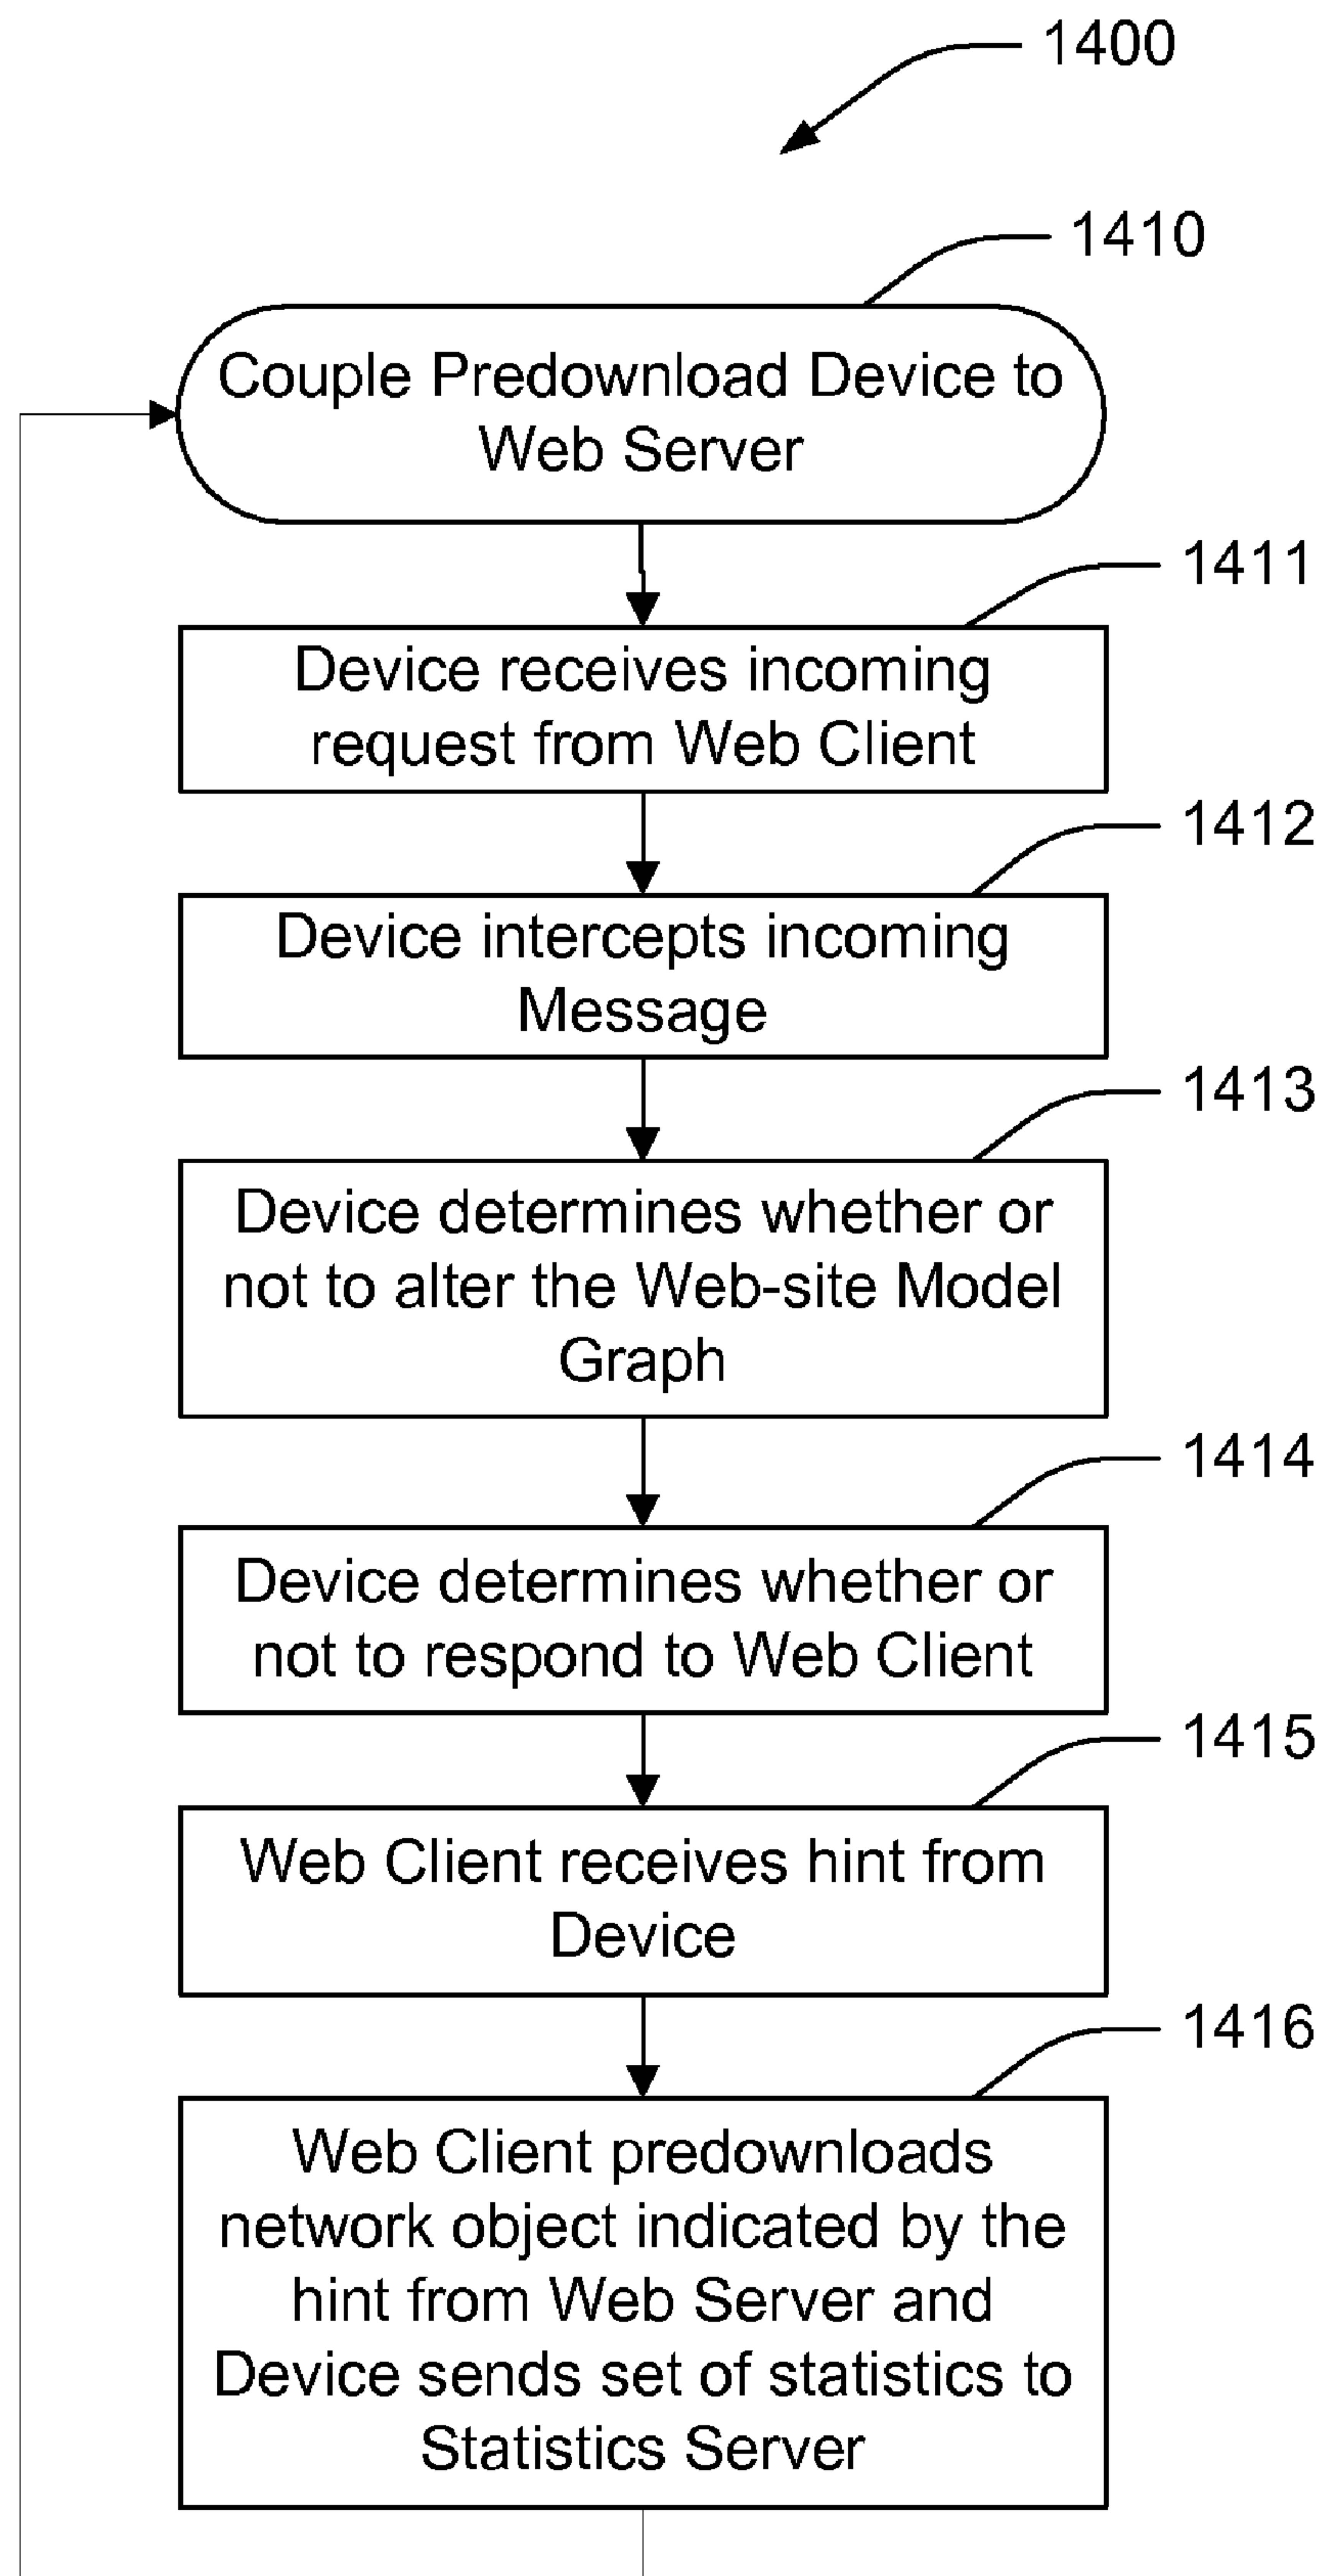 1400
1410
Couple Predownload Device to
Web Server
1411
Device receives incoming
request from Web Client
1412
Device intercepts incoming
Message
1413
Device determines whether or
not to alter the Web-site Model
Graph
1414
Device determines whether or
not to respond to Web Client
1415
Web Client receives hint from
Device
1416
Web Client predownloads
network object indicated by the
hint from Web Server and
Device sends set of statistics to
Statistics Server